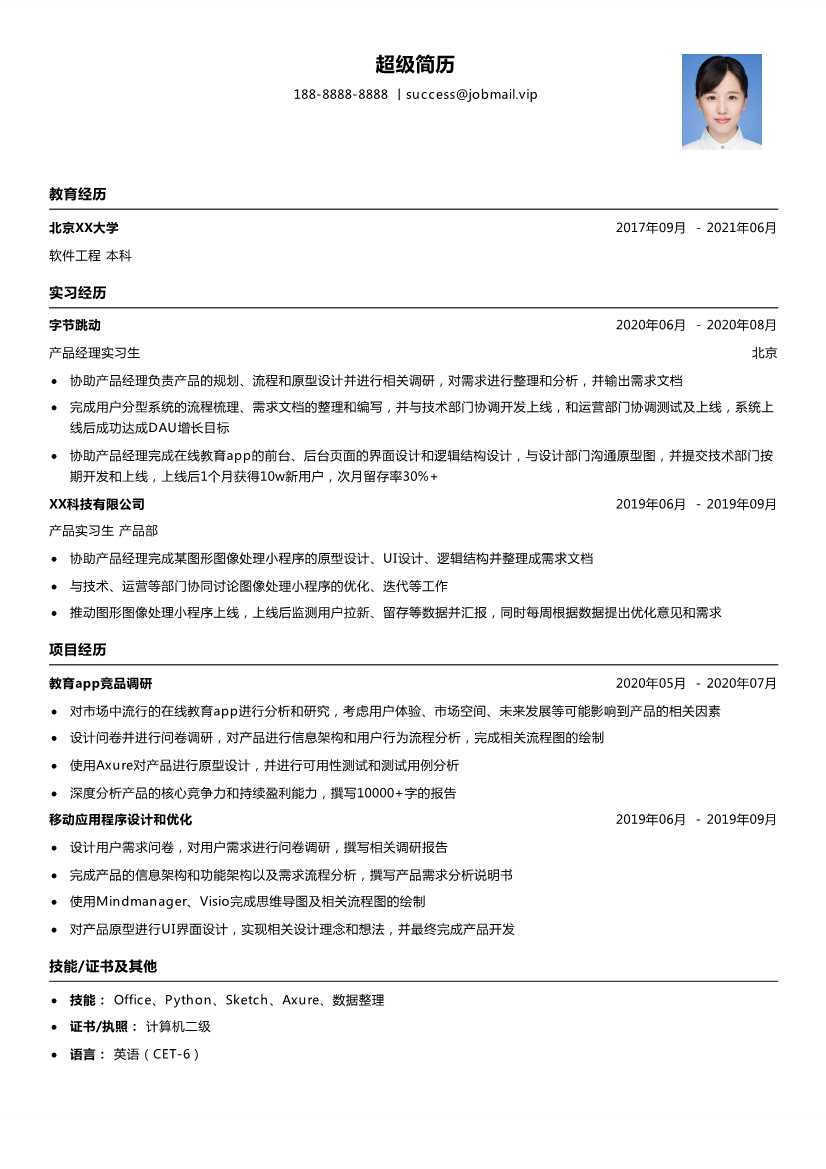 超级简历
188-8888-8888 | success@jobmail.vip
教育经历
北京XX大学 2017年09月 - 2021年06月
软件工程 本科
实习经历
字节跳动 2020年06月 - 2020年08月
产品经理实习生 北京
• 协助产品经理负责产品的规划、流程和原型设计并进行相关调研，对需求进行整理和分析，并输出需求文档
• 完成用户分型系统的流程梳理、需求文档的整理和编写，并与技术部门协调开发上线，和运营部门协调测试及上线，系统上
线后成功达成DAU增长目标
• 协助产品经理完成在线教育app的前台、后台页面的界面设计和逻辑结构设计，与设计部门沟通原型图，并提交技术部门按
期开发和上线，上线后1个月获得10w新用户，次月留存率30%+
XX科技有限公司 2019年06月 - 2019年09月
产品实习生 产品部
• 协助产品经理完成某图形图像处理小程序的原型设计、UI设计、逻辑结构并整理成需求文档
• 与技术、运营等部门协同讨论图像处理小程序的优化、迭代等工作
• 推动图形图像处理小程序上线，上线后监测用户拉新、留存等数据并汇报，同时每周根据数据提出优化意见和需求
项目经历
教育app竞品调研 2020年05月 - 2020年07月
• 对市场中流行的在线教育app进行分析和研究，考虑用户体验、市场空间、未来发展等可能影响到产品的相关因素
• 设计问卷并进行问卷调研，对产品进行信息架构和用户行为流程分析，完成相关流程图的绘制
• 使用Axure对产品进行原型设计，并进行可用性测试和测试用例分析
• 深度分析产品的核心竞争力和持续盈利能力，撰写10000+字的报告
移动应用程序设计和优化 2019年06月 - 2019年09月
• 设计用户需求问卷，对用户需求进行问卷调研，撰写相关调研报告
• 完成产品的信息架构和功能架构以及需求流程分析，撰写产品需求分析说明书
• 使用Mindmanager、Visio完成思维导图及相关流程图的绘制
• 对产品原型进行UI界面设计，实现相关设计理念和想法，并最终完成产品开发
技能/证书及其他
• 技能： Office、Python、Sketch、Axure、数据整理
• 证书/执照： 计算机二级
• 语言： 英语（CET-6）